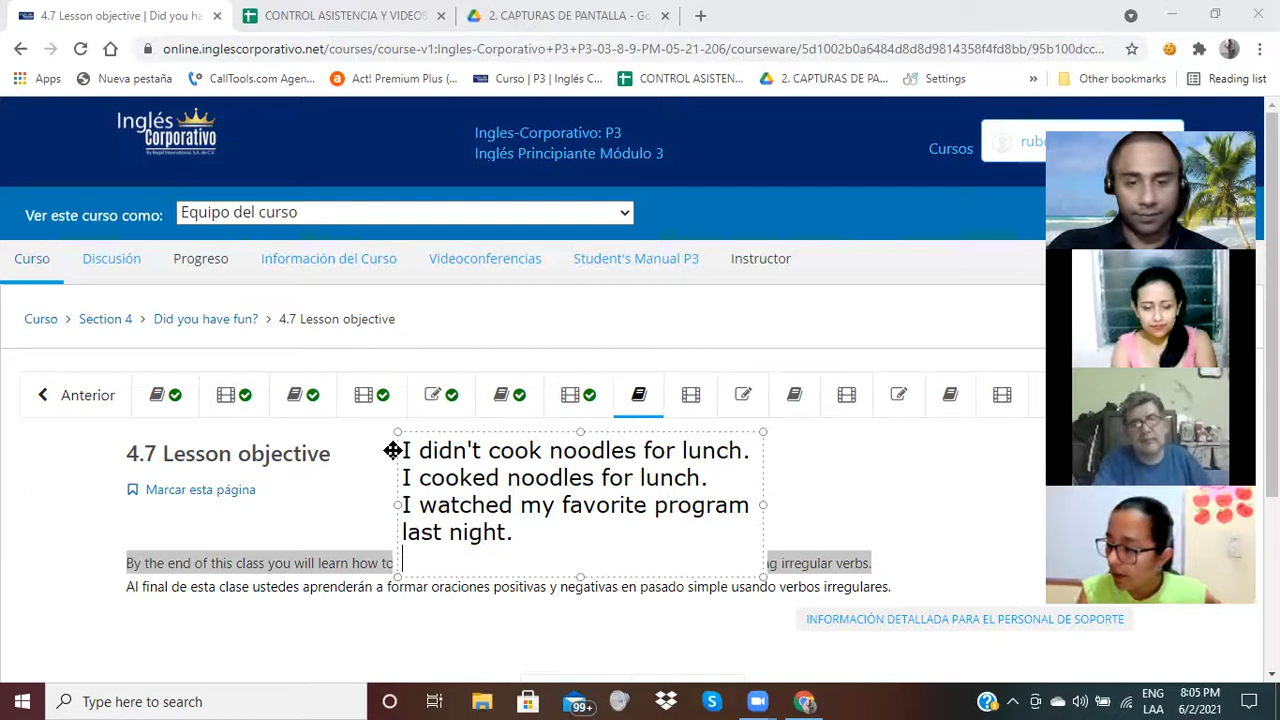 4.7 Lesson objective | Did you ha
CONTROL ASISTENCIA Y VIDEOS
2. CAPTURAS DE PANTALLA - Go
online.inglescorporativo.net/courses/course-v1:Ingles-Corporativo+P3+P3-03-8-9-PM-05-21-206/courseware/5d1002b0a6484d8d8d9814358f4fd8bb/95b100dcc...
Apps
Nueva pestaña
CallTools.com Agen...
Act! Premium Plus (...
Curso | P3 | Inglés C...
CONTROL ASISTEN...
2. CAPTURAS DE PA...
Settings
»
Other bookmarks
Reading list
Inglés
Corporativo
Ingles-Corporativo: P3
Inglés Principiante Módulo 3
Cursos
rub
Ver este curso como:
Equipo del curso
Curso
Discusión
Progreso
Información del Curso
Videoconferencias
Student's Manual P3
Instructor
Curso > Section 4 > Did you have fun? > 4.7 Lesson objective
Anterior
4.7 Lesson objective
Marcar esta página
I didn't cook noodles for lunch.
I cooked noodles for lunch.
I watched my favorite program
last night.
By the end of this class you will learn how to
g irregular verbs.
Al final de esta clase ustedes aprenderán a formar oraciones positivas y negativas en pasado simple usando verbos irregulares.
INFORMACIÓN DETALLADA PARA EL PERSONAL DE SOPORTE
Type here to search
99+
ENG
LAA
8:05 PM
6/2/2021